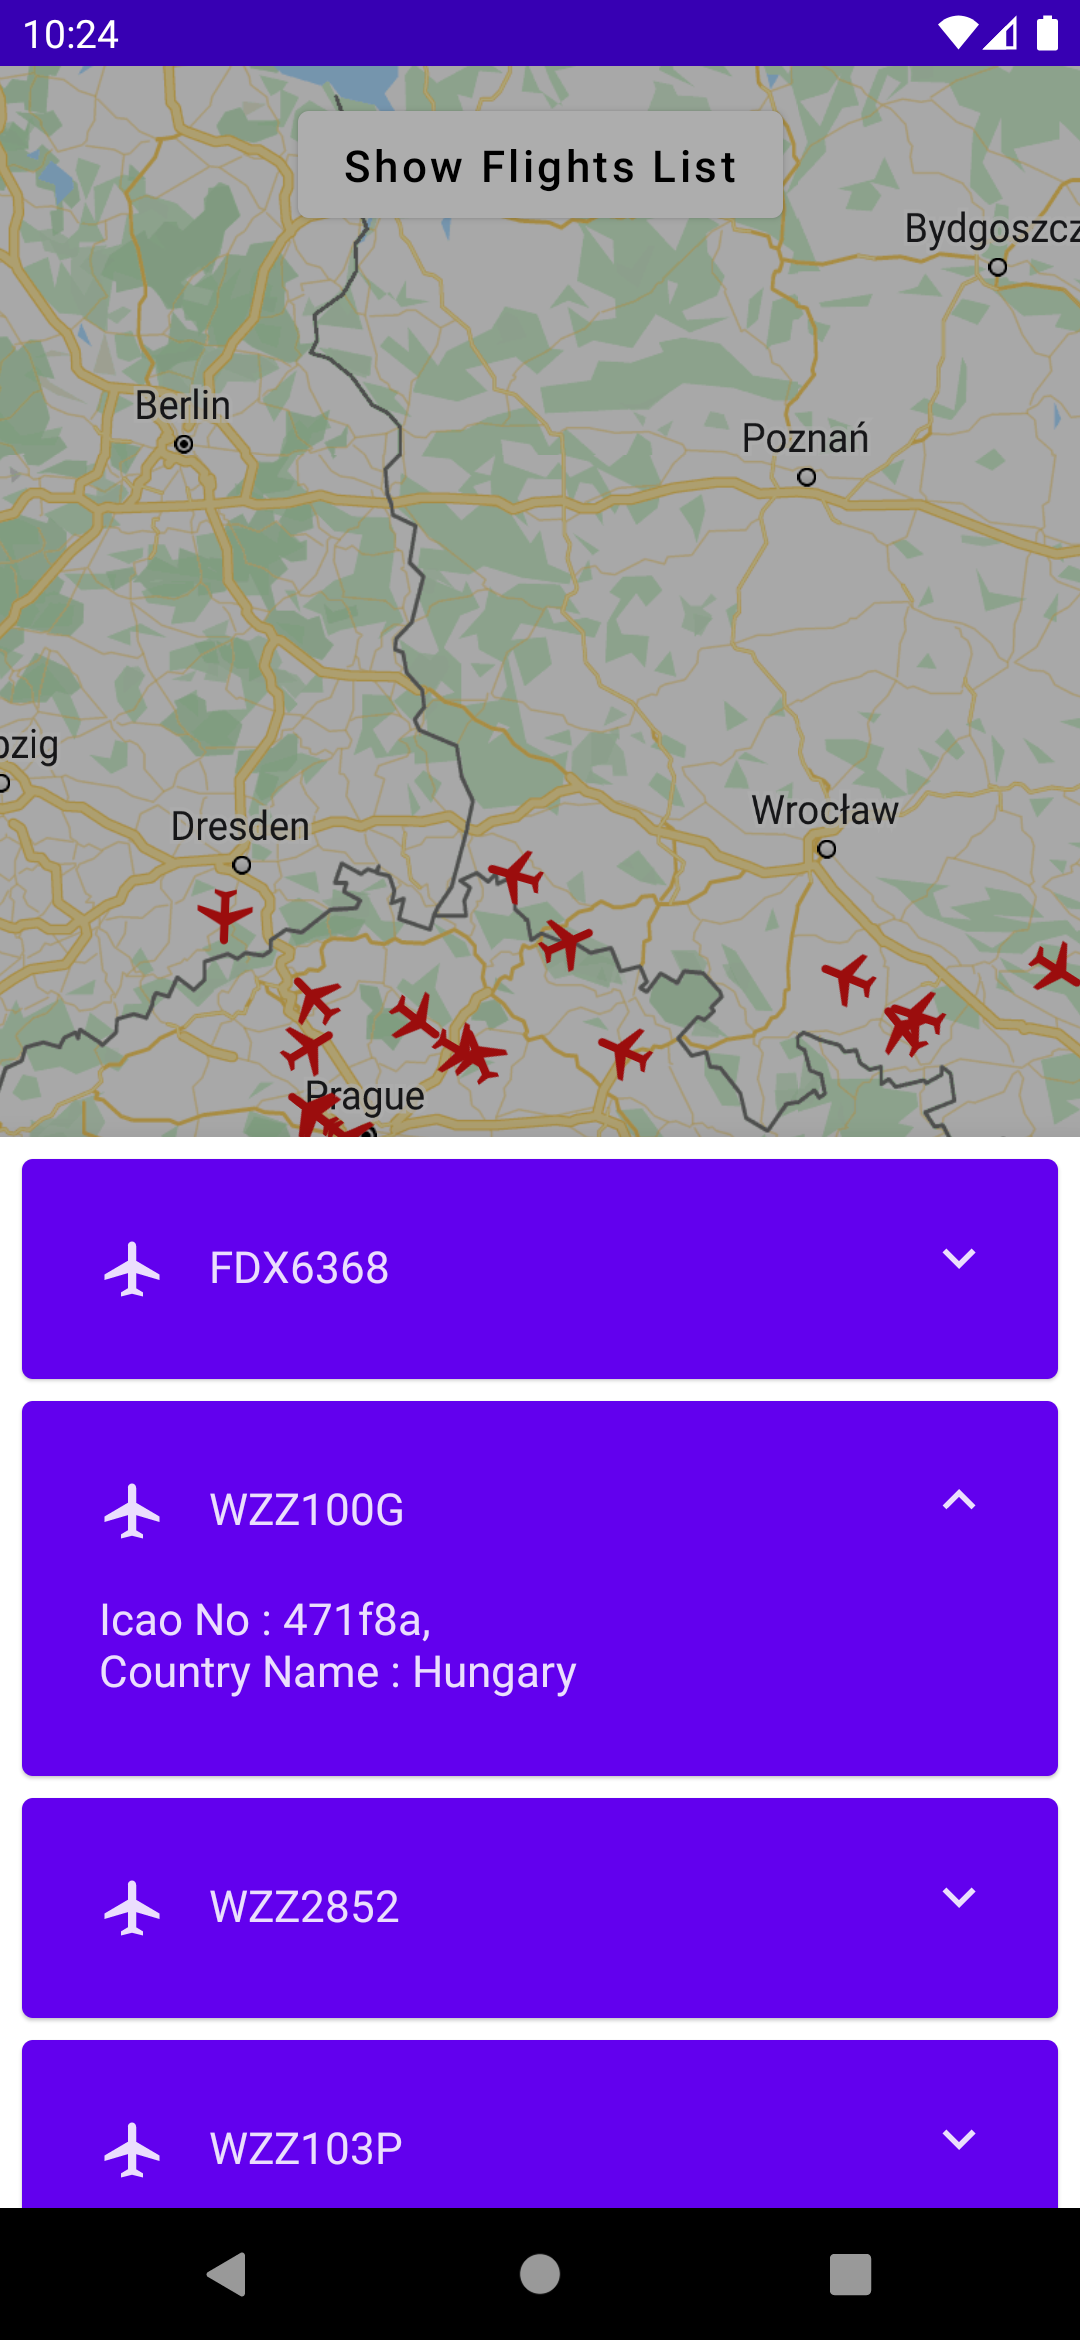 10:24
Show Flights List
Bydgoszcz
Berlin
Poznań
pzig
Wrocław
Dresden
Prague
FDX6368
WZZ100G
Icao No : 471f8a,
Country Name : Hungary
WZZ2852
WZZ103P